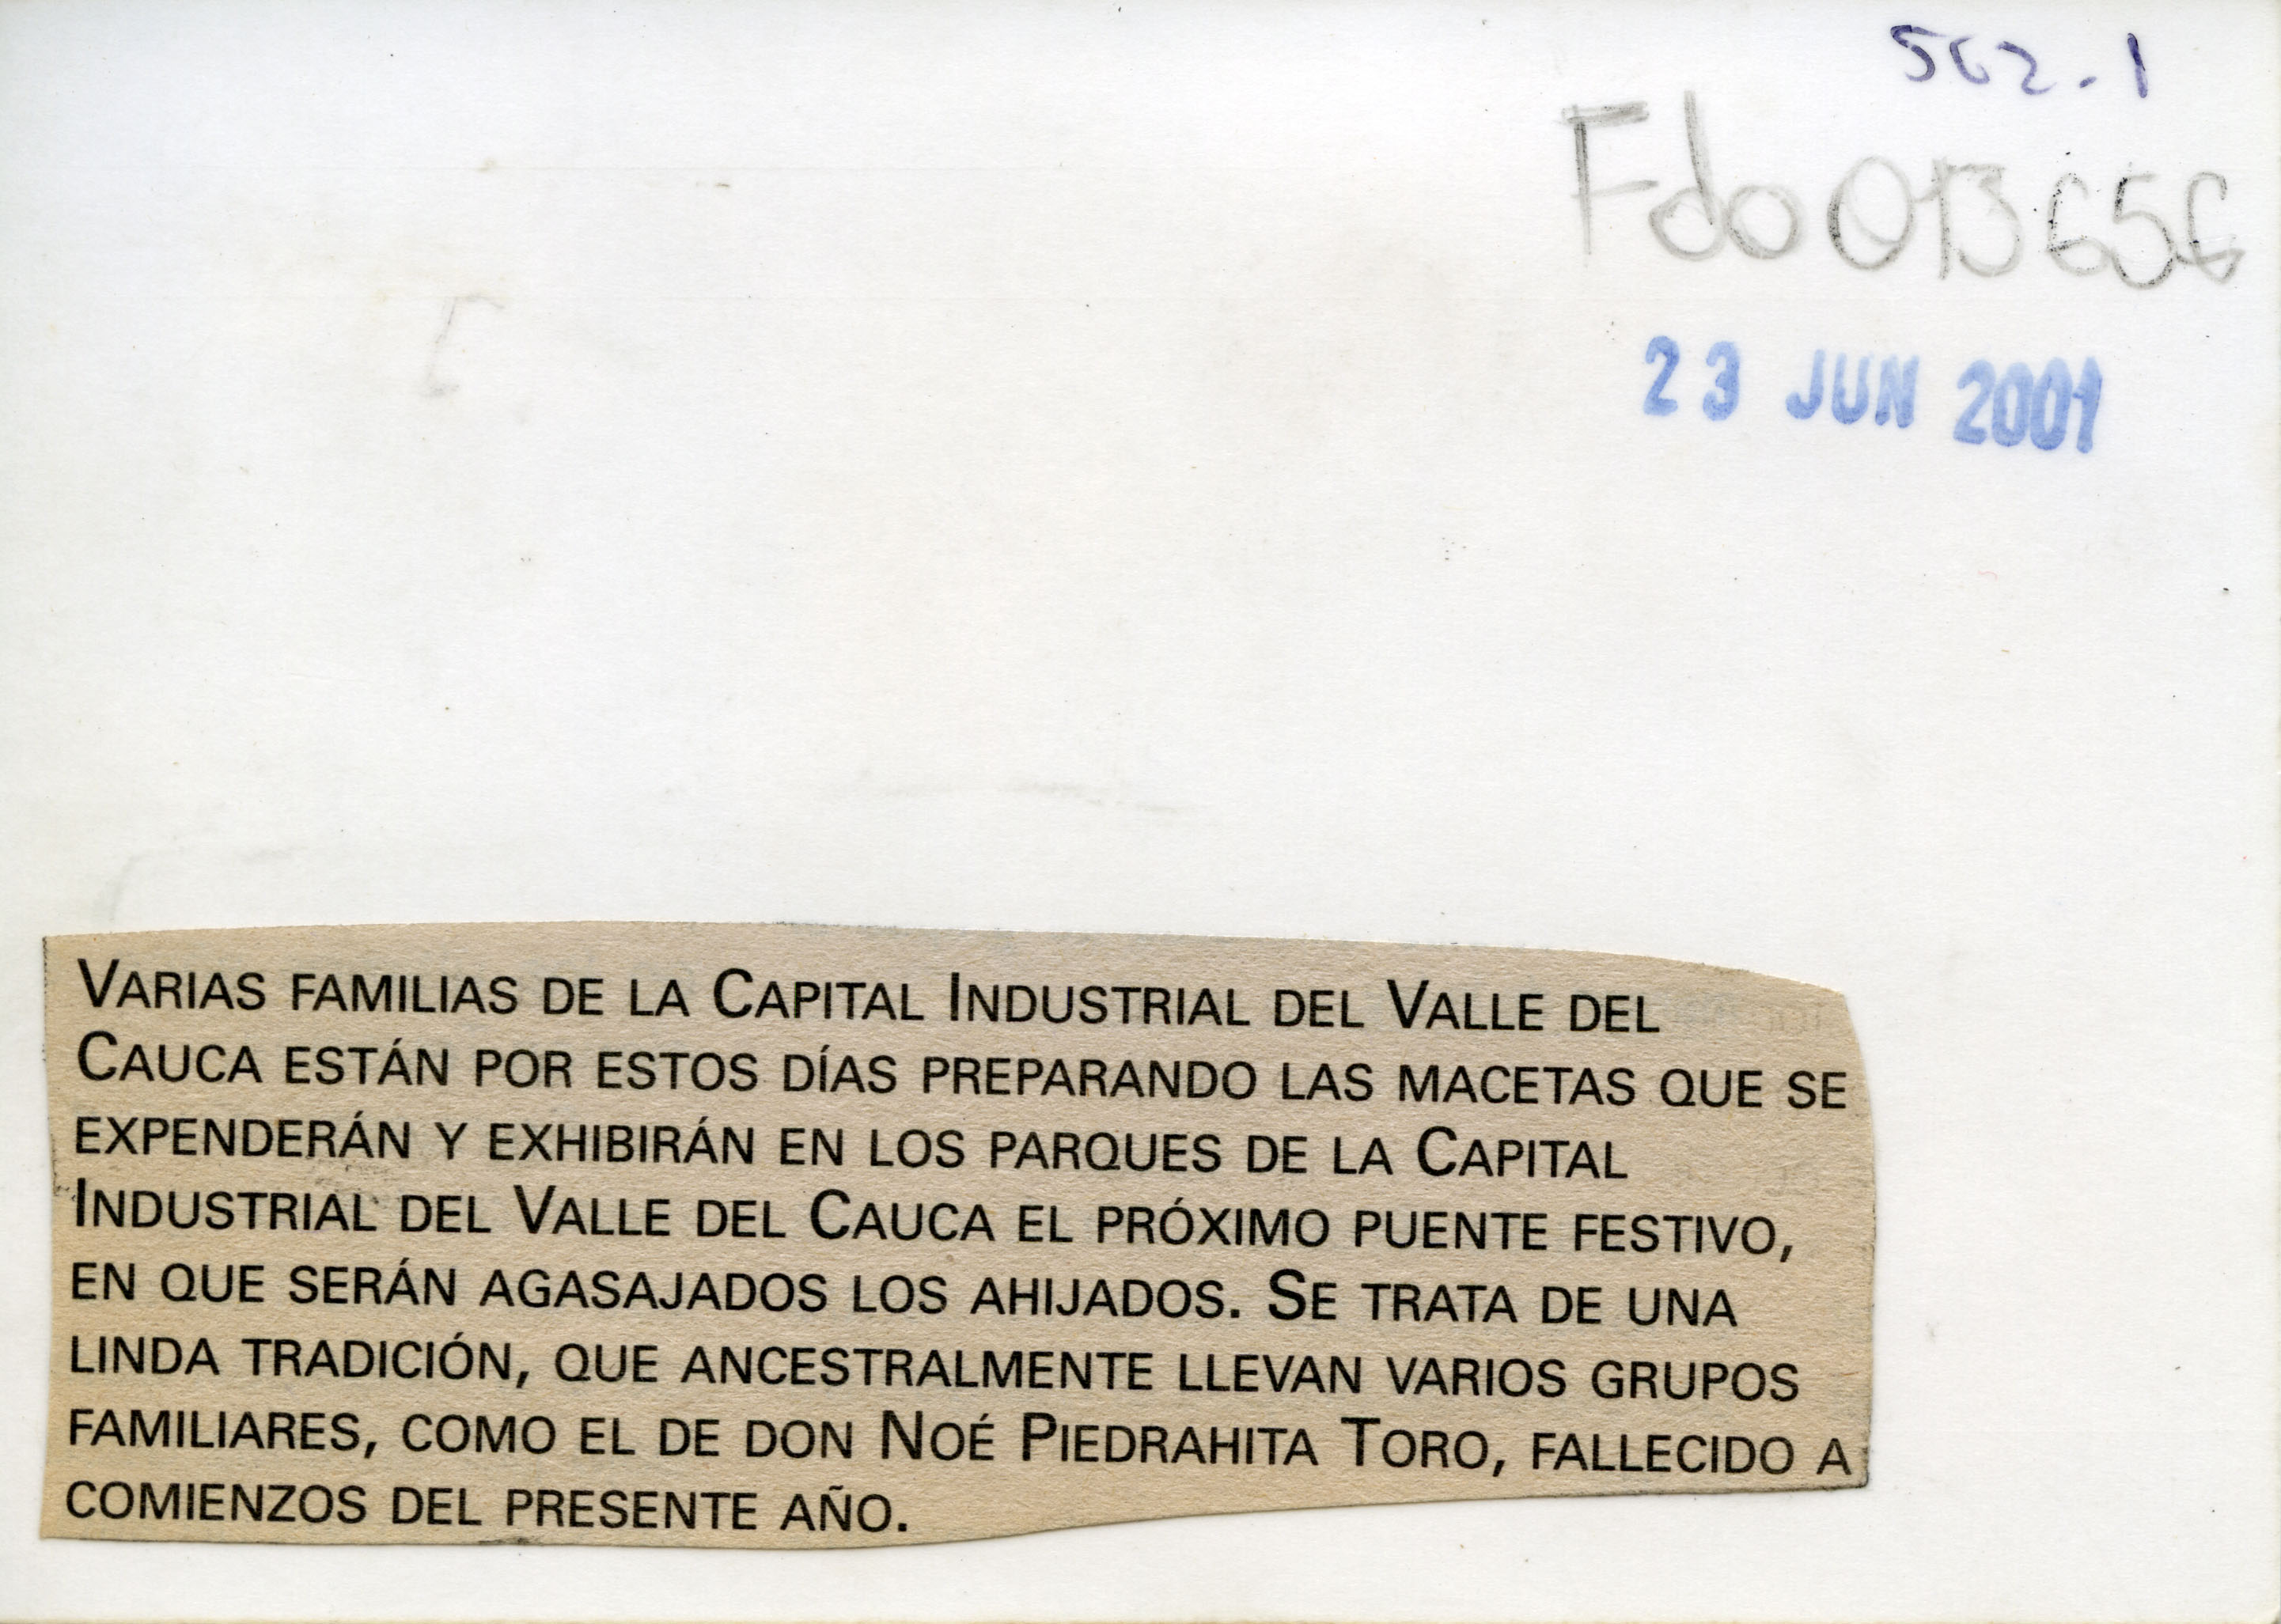 502-1
Fdo013656
23 JUN 2001
VARIAS FAMILIAS DE LA CAPITAL INDUSTRIAL DEL VALLE DEL
CAUCA ESTÁN POR ESTOS DÍAS PREPARANDO LAS MACETAS QUE SE
EXPENDERÁN Y EXHIBIRÁN EN LOS PARQUES DE LA CAPITAL
INDUSTRIAL DEL VALLE DEL CAUCA EL PRÓXIMO PUENTE FESTIVO,
EN QUE SERÁN AGASAJADOS LOS AHIJADOS. SE TRATA DE UNA
LINDA TRADICIÓN, QUE ANCESTRALMENTE LLEVAN VARIOS GRUPOS
FAMILIARES, COMO EL DE DON NOÉ PIEDRAHITA TORO, FALLECIDO A
COMIENZOS DEL PRESENTE AÑO.